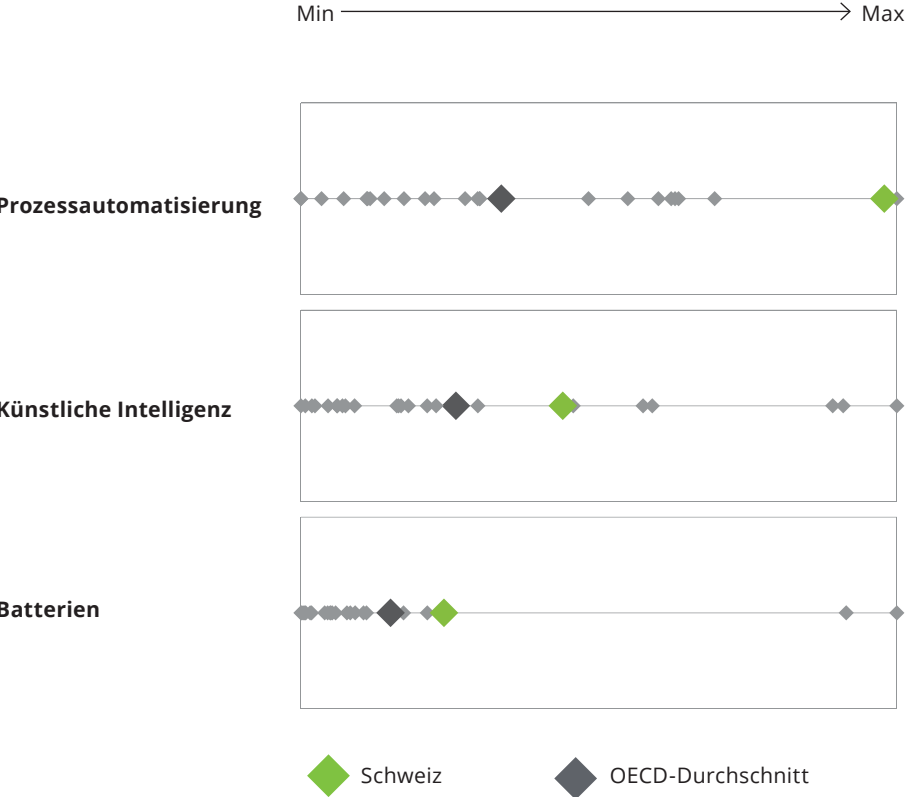 Min Max
Prozessautomatisierung
Künstliche Intelligenz
Batterien
Schweiz OECD-Durchschnitt